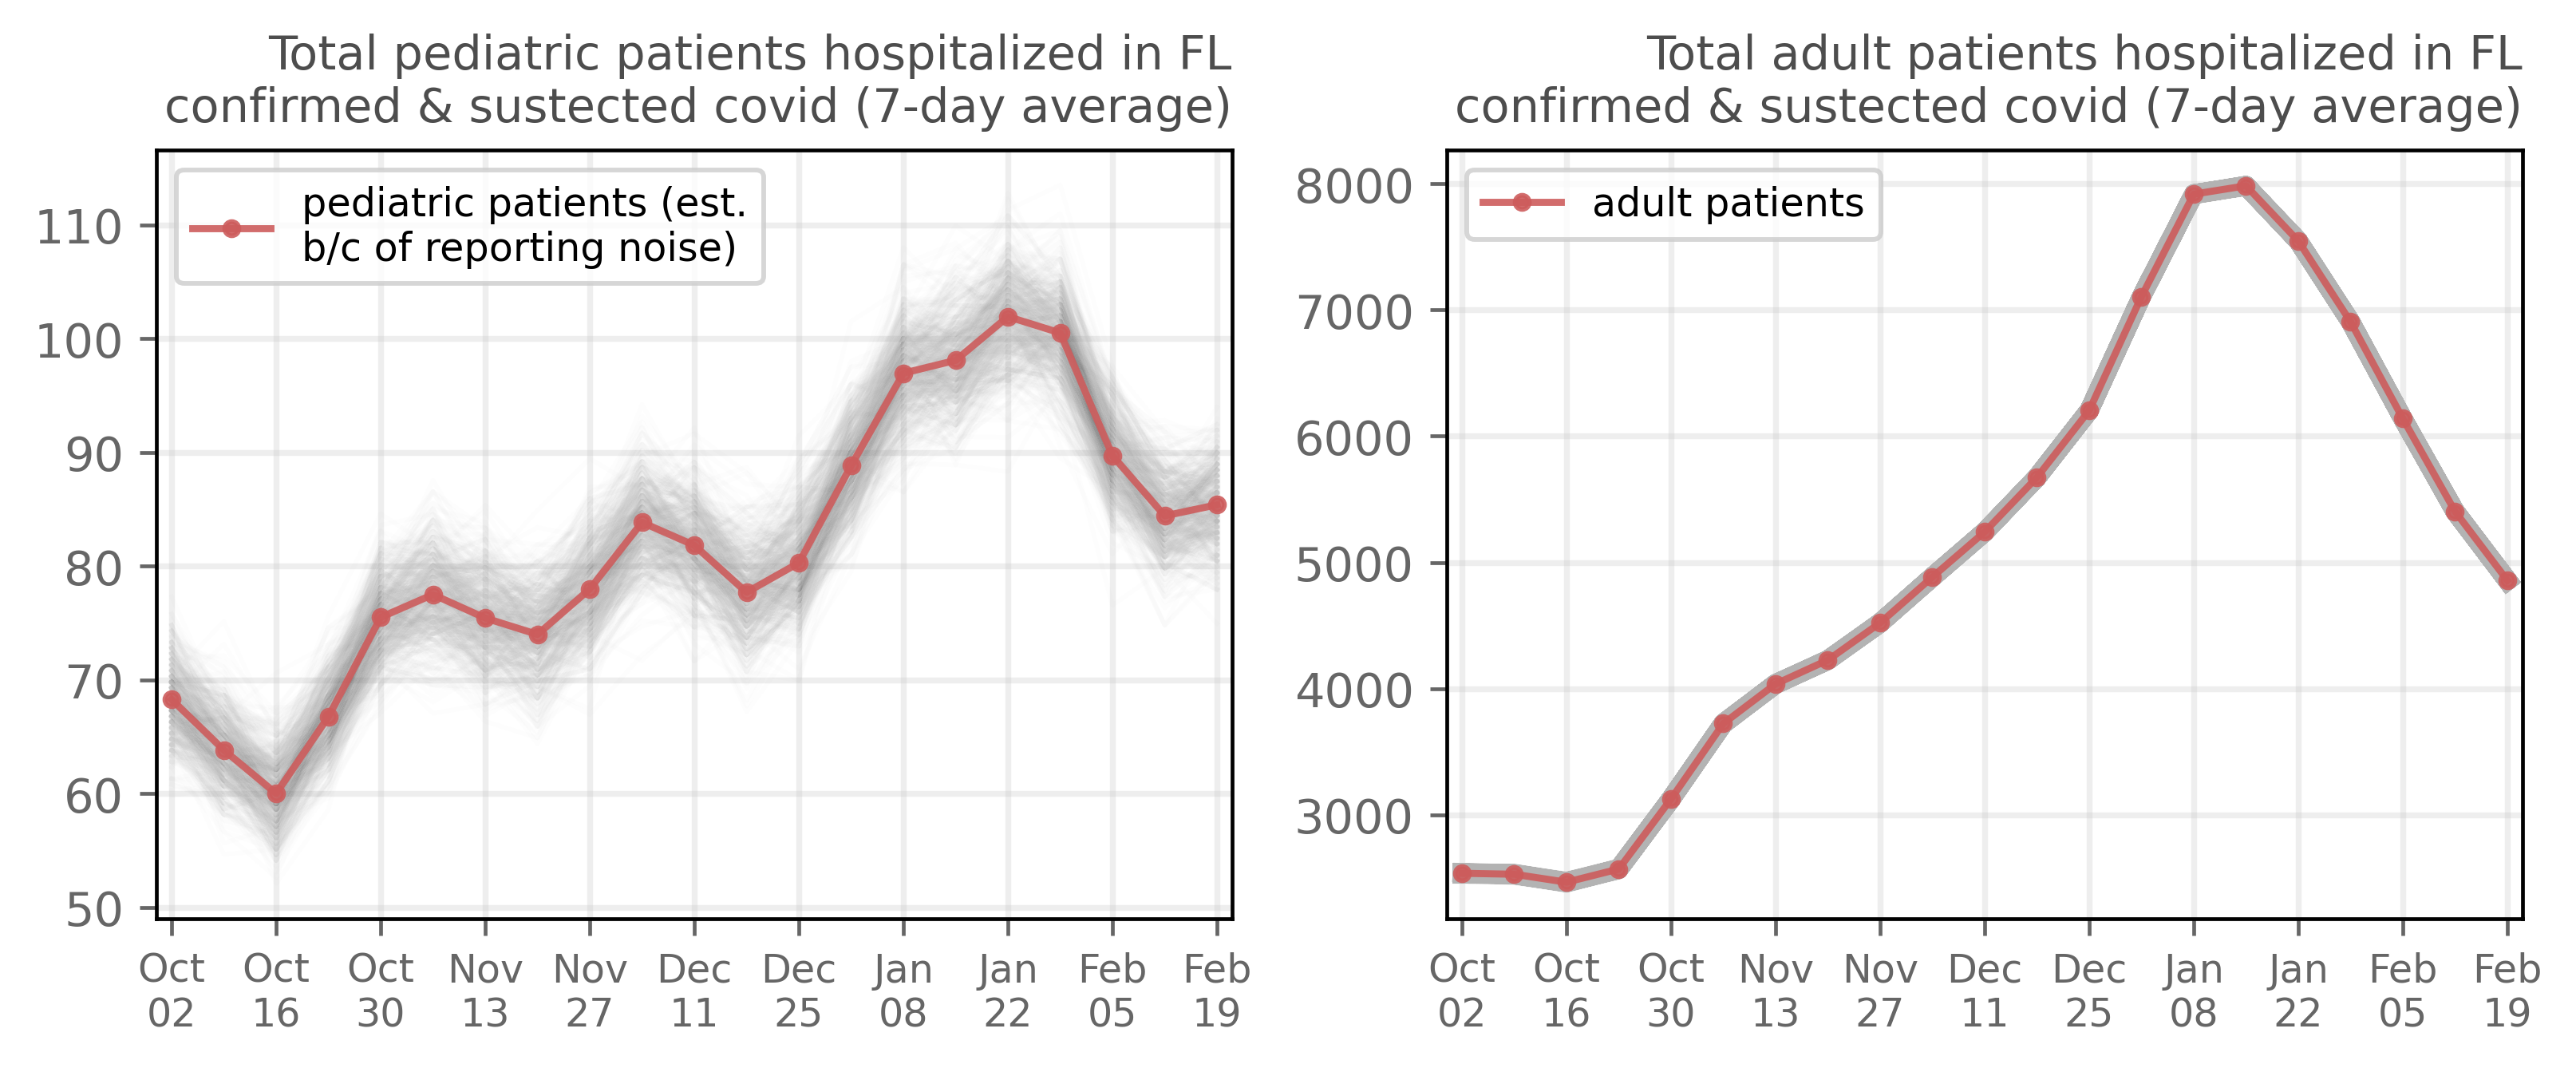 Total pediatric patients hospitalized in FL
confirmed & sustected covid (7-day average)
pediatric patients (est.
b/c of reporting noise)
110
100
90
80
70
60
50
Oct Oct Oct Nov Nov Dec Dec Jan Jan Feb Feb
02 16 30 13 27 11 25 08 22 05 19
Total adult patients hospitalized in FL
confirmed & sustected covid (7-day average)
adult patients
8000
7000
6000
5000
4000
3000
Oct Oct Oct Nov Nov Dec Dec Jan Jan Feb Feb
02 16 30 13 27 11 25 08 22 05 19